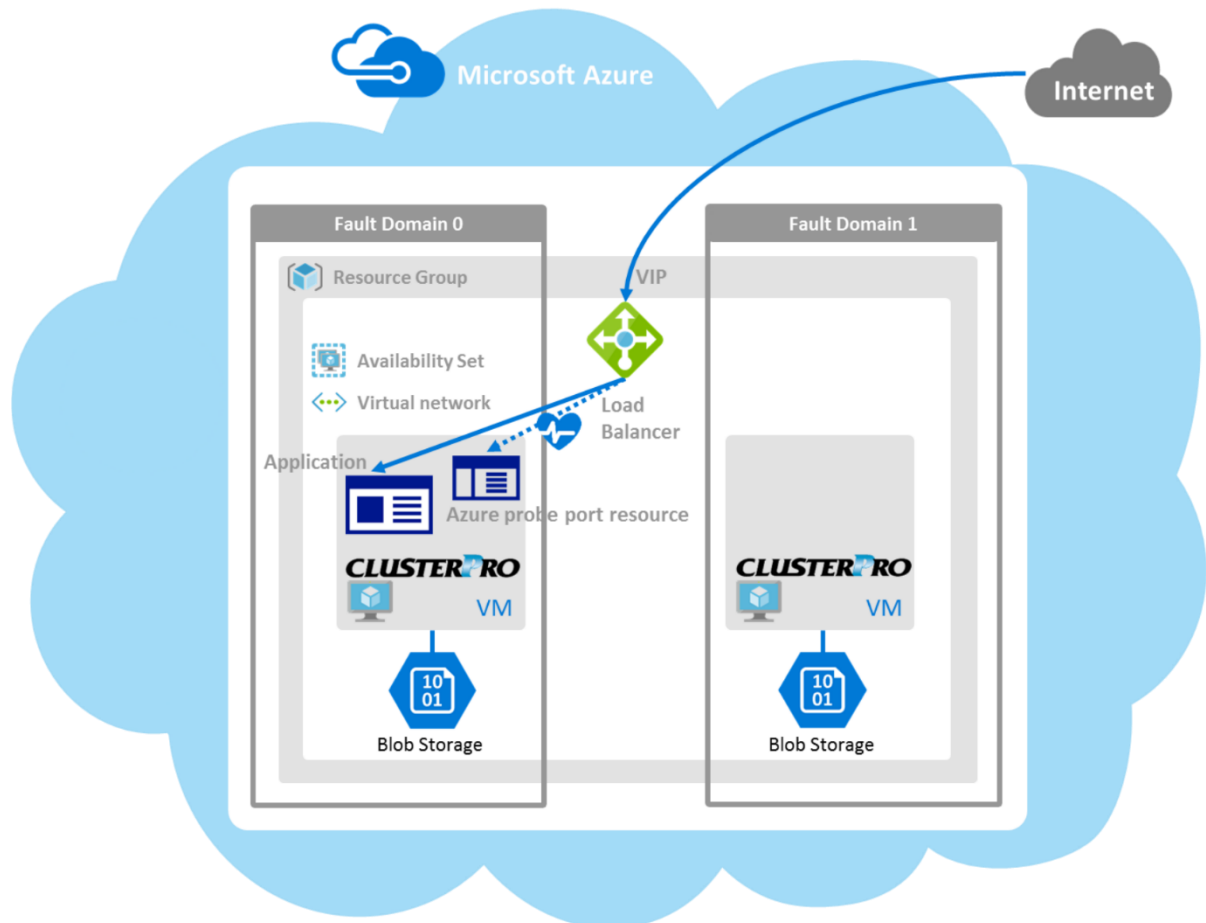 Microsoft Azure
Internet
Fault Domain 0
Fault Domain 1
Resource Group
VIP
Availability Set
Virtual network
Load
Balancer
Application
Azure probe port resource
CLUSTERPRO
VM
10
01
Blob Storage
CLUSTERPRO
VM
10
01
Blob Storage